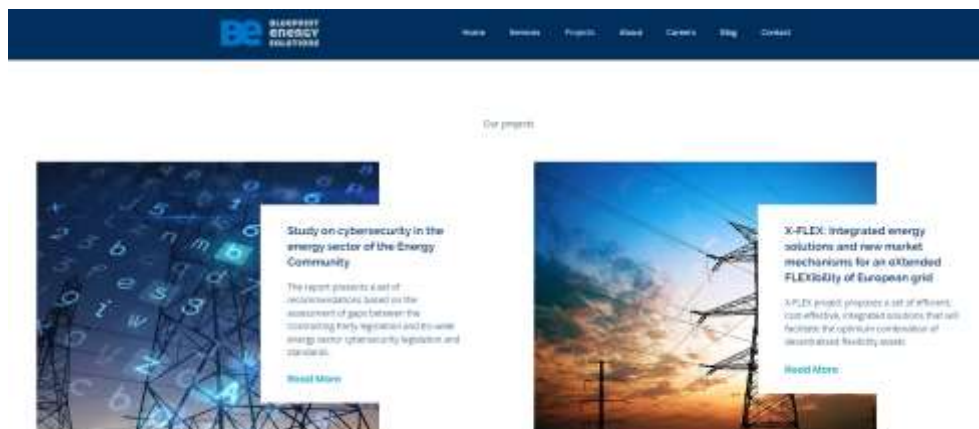 BLUEPRINT
ENERGY
SOLUTIONS
Home Services Projects About Careers Blog Contact
Our projects
Study on cybersecurity in the
energy sector of the Energy
Community
The report presents a set of
recommendations based on the
assessment of gaps between the
Contracting Party legislation and EU-wide
energy sector cybersecurity legislation and
standards
Read More
X-FLEX: Integrated energy
solutions and new market
mechanisms for an eXtended
FLEXibility of European grid
X-FLEX project proposes a set of efficient,
cost-effective, integrated solutions that will
facilitate the optimum combination of
decentralised flexibility assets
Read More